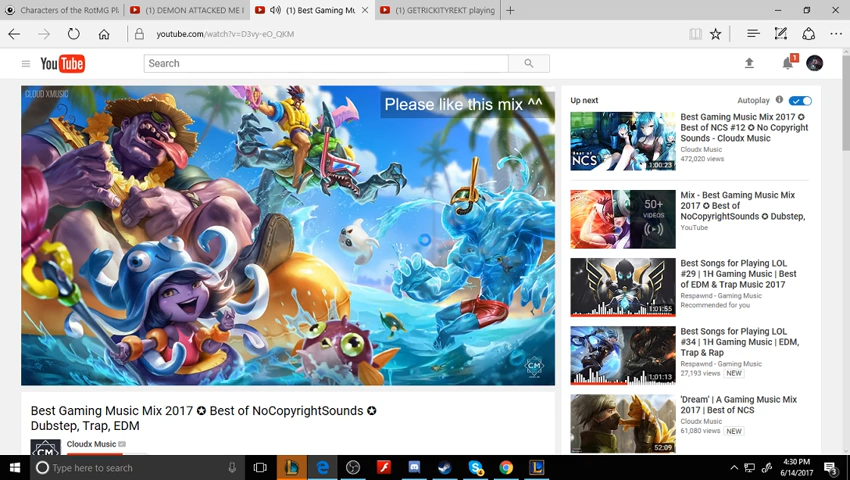 Characters of the RotMG Pl
(1) DEMON ATTACKED ME I
(1) Best Gaming Mu
(1) GETRICKITYREKT playing
youtube.com/watch?v=D3vy-eO_QKM
YouTube
Search
1
CLOUD XMUSIC
Please like this mix ^^
CM
Up next
Autoplay
BEST OF
NCS
1:00:23
Best Gaming Music Mix 2017 ✪
Best of NCS #12 ✪ No Copyright
Sounds - Cloudx Music
Cloudx Music
472,020 views
50+
VIDEOS
Mix - Best Gaming Music Mix
2017 ✪ Best of
NoCopyrightSounds ✪ Dubstep,
YouTube
1:01:55
Best Songs for Playing LOL
#29 | 1H Gaming Music | Best
of EDM & Trap Music 2017
Respawnd - Gaming Music
Recommended for you
1:01:13
Best Songs for Playing LOL
#34 | 1H Gaming Music | EDM,
Trap & Rap
Respawnd - Gaming Music
27,193 views NEW
52:09
'Dream' | A Gaming Music Mix
2017 | Best of NCS
Cloudx Music
61,080 views NEW
Best Gaming Music Mix 2017 ✪ Best of NoCopyrightSounds ✪
Dubstep, Trap, EDM
CM
Cloudx Music
Type here to search
4:30 PM
6/14/2017
3